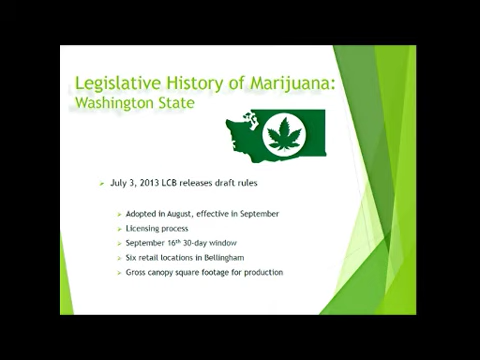 Legislative History of Marijuana:
Washington State
July 3, 2013 LCB releases draft rules
Adopted in August, effective in September
Licensing process
September 16th 30-day window
Six retail locations in Bellingham
Gross canopy square footage for production